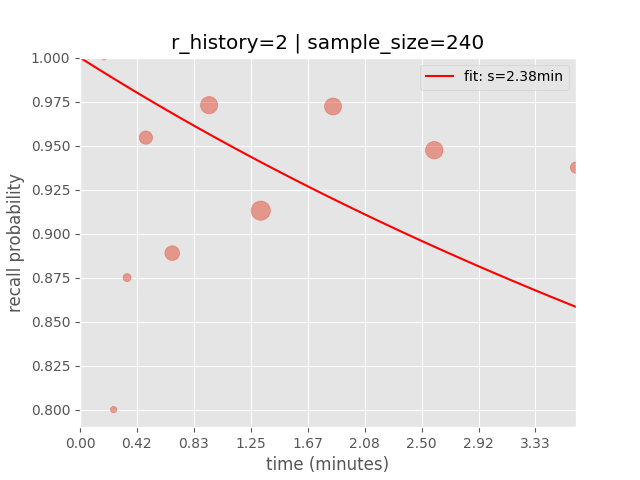 r_history=2 | sample_size=240
fit: s=2.38min
recall probability
1.000
0.975
0.950
0.925
0.900
0.875
0.850
0.825
0.800
0.00 0.42 0.83 1.25 1.67 2.08 2.50 2.92 3.33
time (minutes)